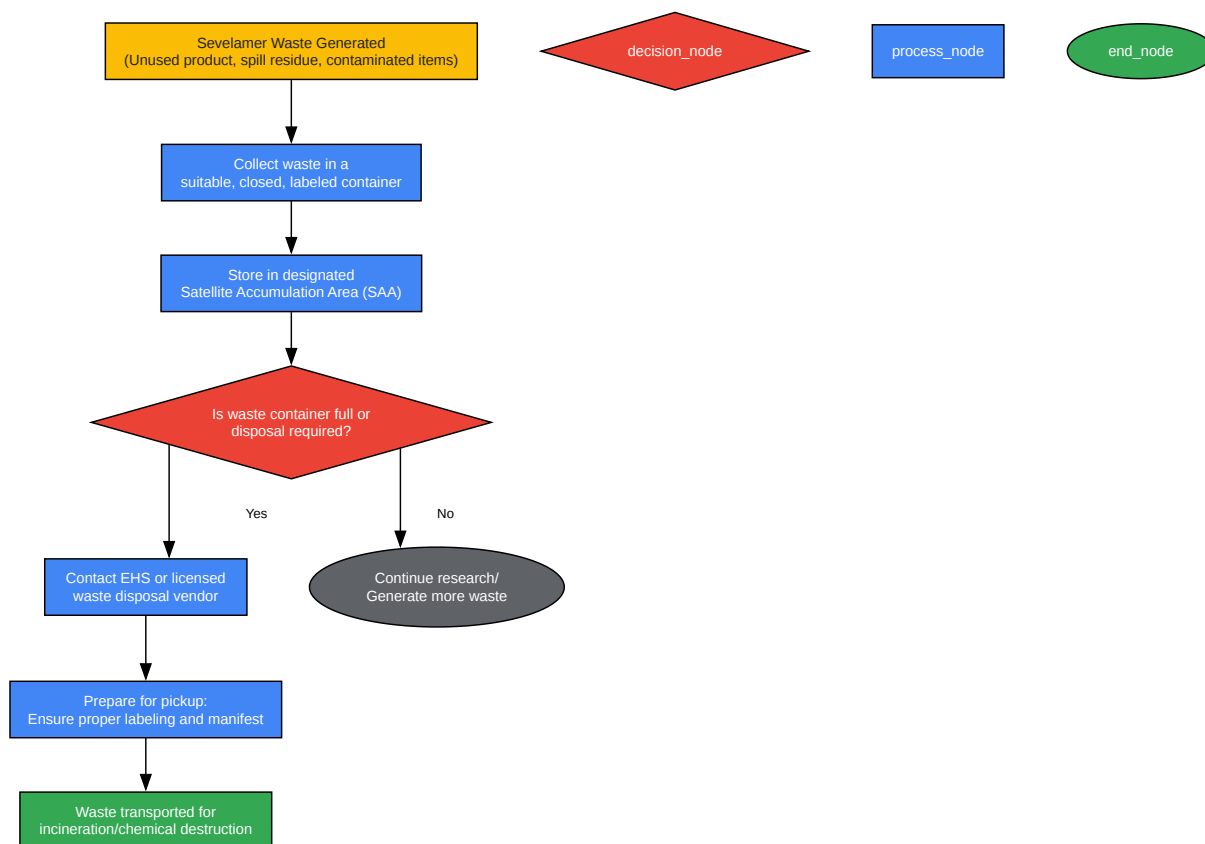 Sevelamer Waste Generated
(Unused product, spill residue, contaminated items)
decision_node
process_node
end_node
Collect waste in a
suitable, closed, labeled container
Store in designated
Satellite Accumulation Area (SAA)
Is waste container full or
disposal required?
Yes
No
Contact EHS or licensed
waste disposal vendor
Continue research/
Generate more waste
Prepare for pickup:
Ensure proper labeling and manifest
Waste transported for
incineration/chemical destruction